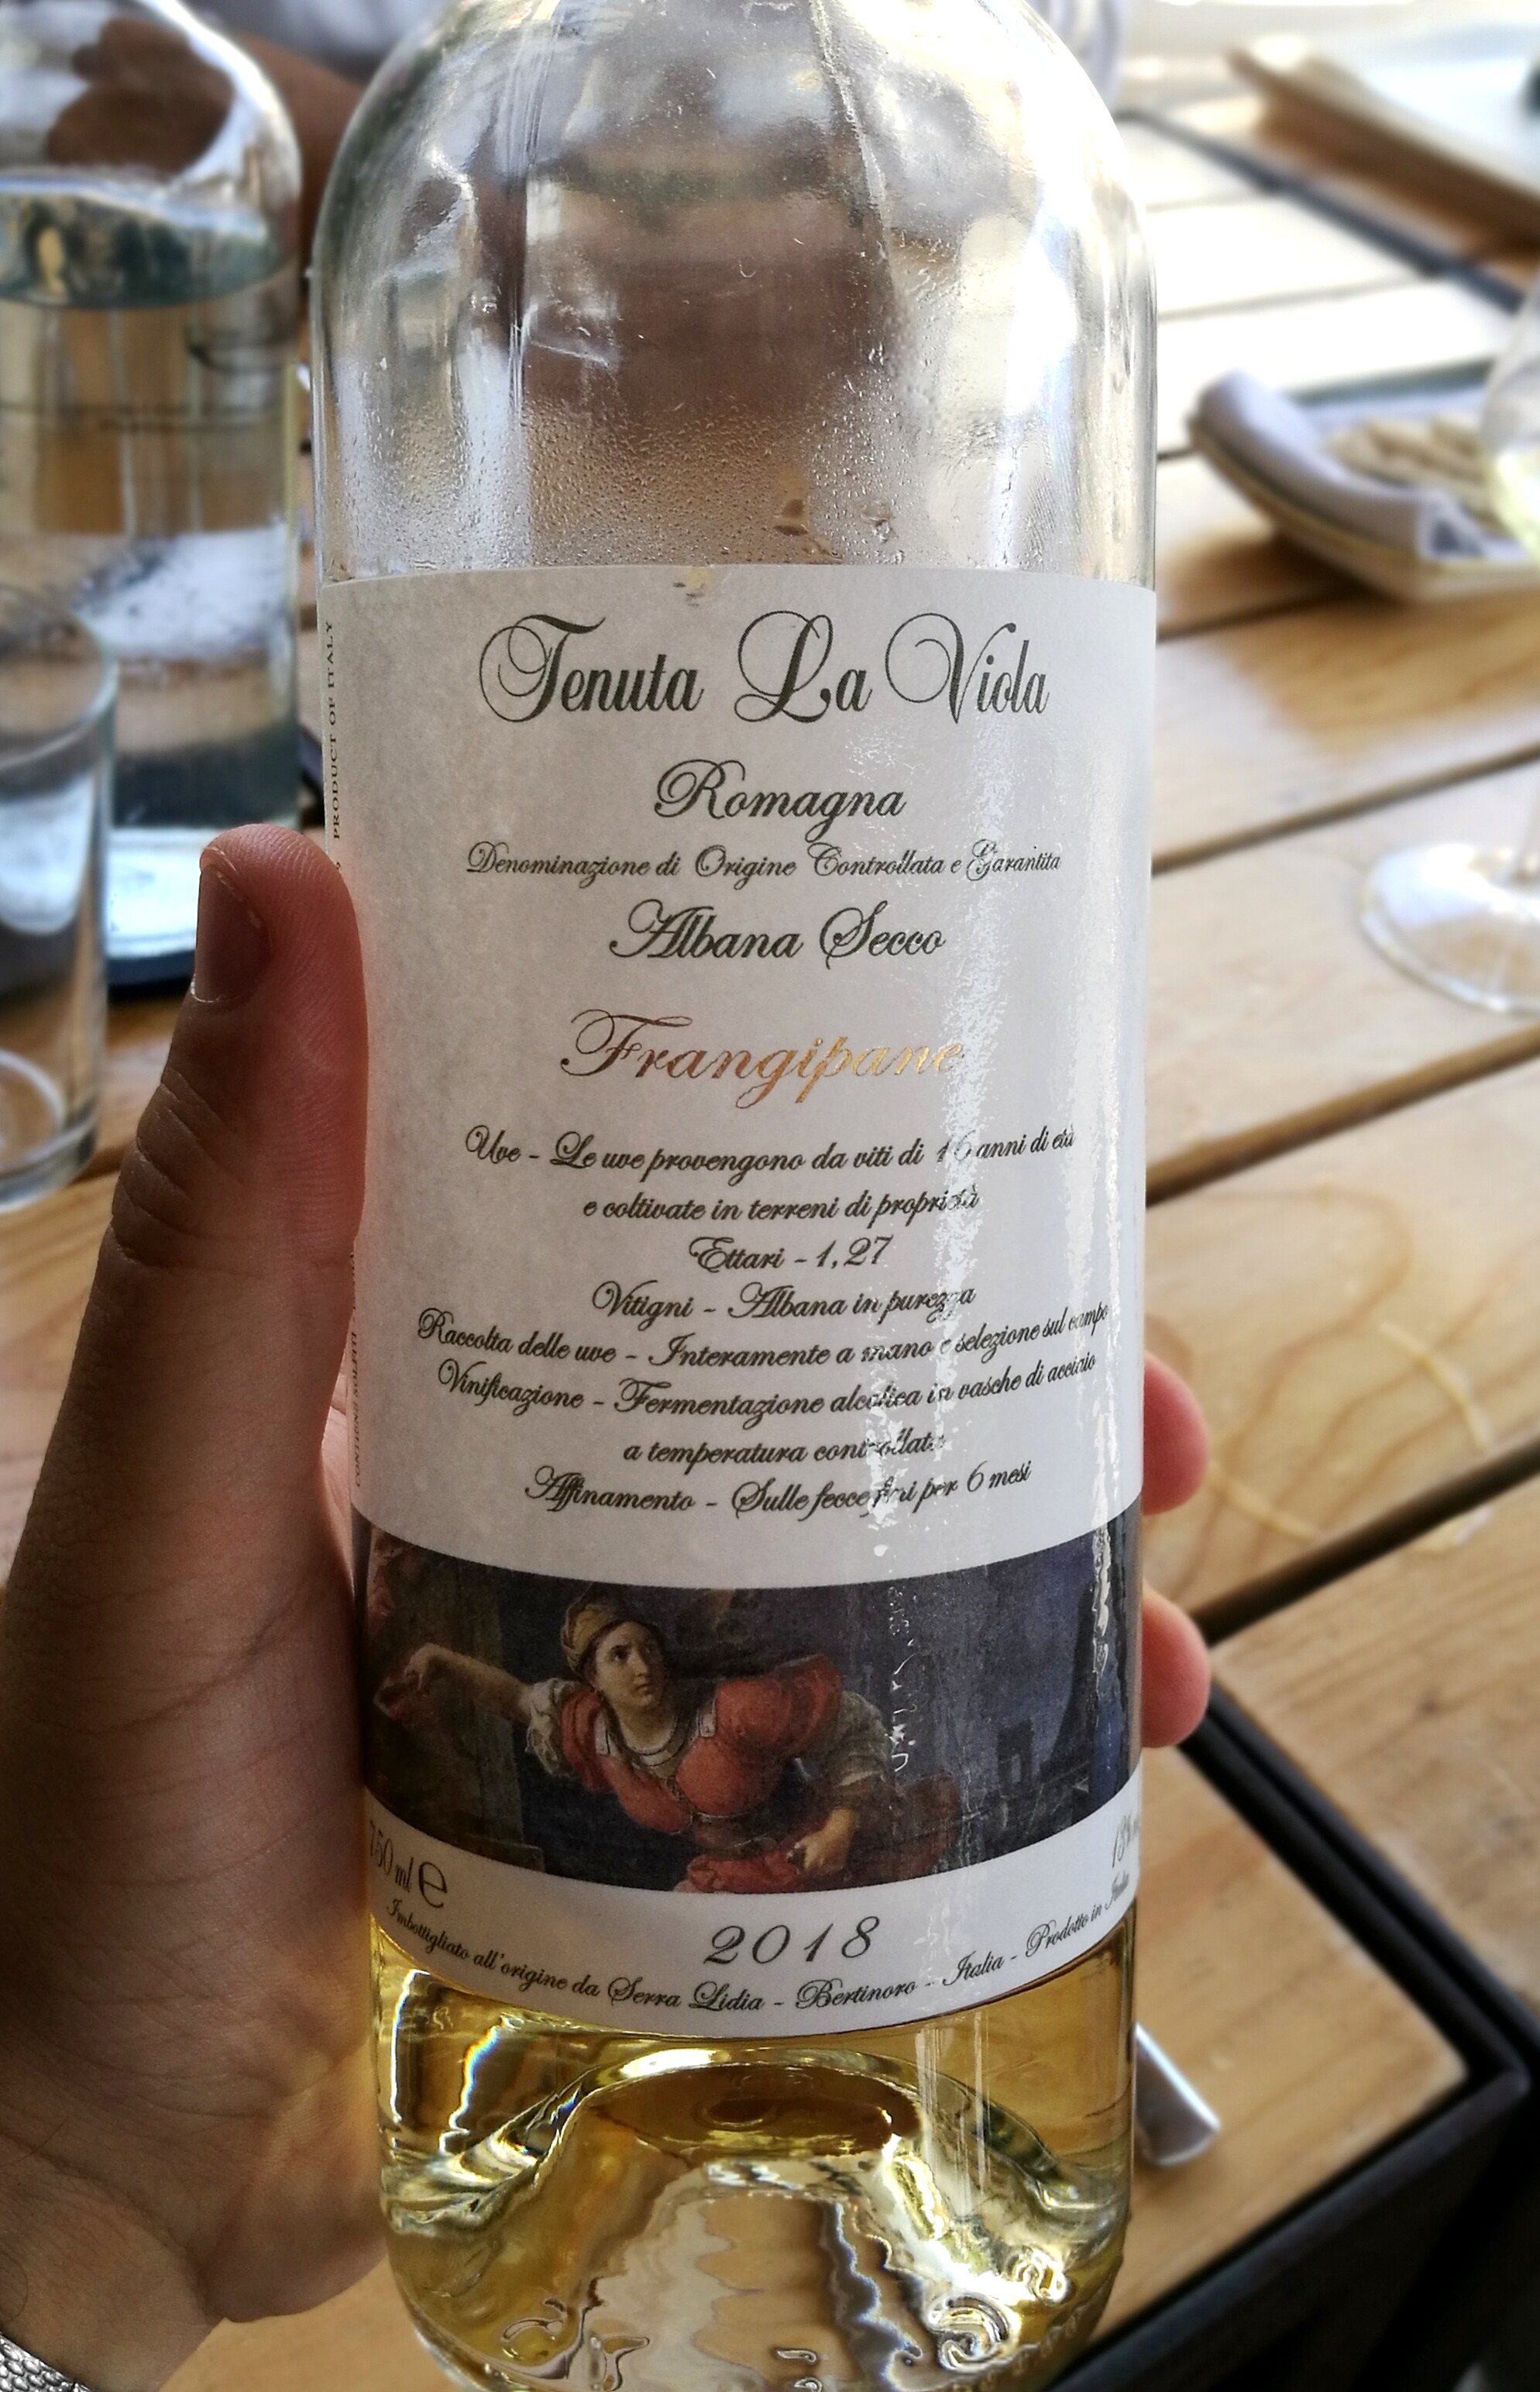 Tenuta La Viola
Romagna
Denominazione di Origine Controllata e Garantita
Albana Secco
Frangipane
Uve - Le uve provengono da viti di 16 anni di età
e coltivate in terreni di proprietà
Ettari - 1,27
Vitigni - Albana in purezza
Raccolta delle uve - Interamente a mano e selezione sul campo
Vinificazione - Fermentazione alcolica in vasche di acciaio
a temperatura controllata
Affinamento - Sulle fecce fini per 6 mesi
750 ml e
2018
Imbottigliato all'origine da Serra Lidia - Bertinoro - Italia - Prodotto in Italia
PRODUCT OF ITALY
CONTIENE SOLFITI